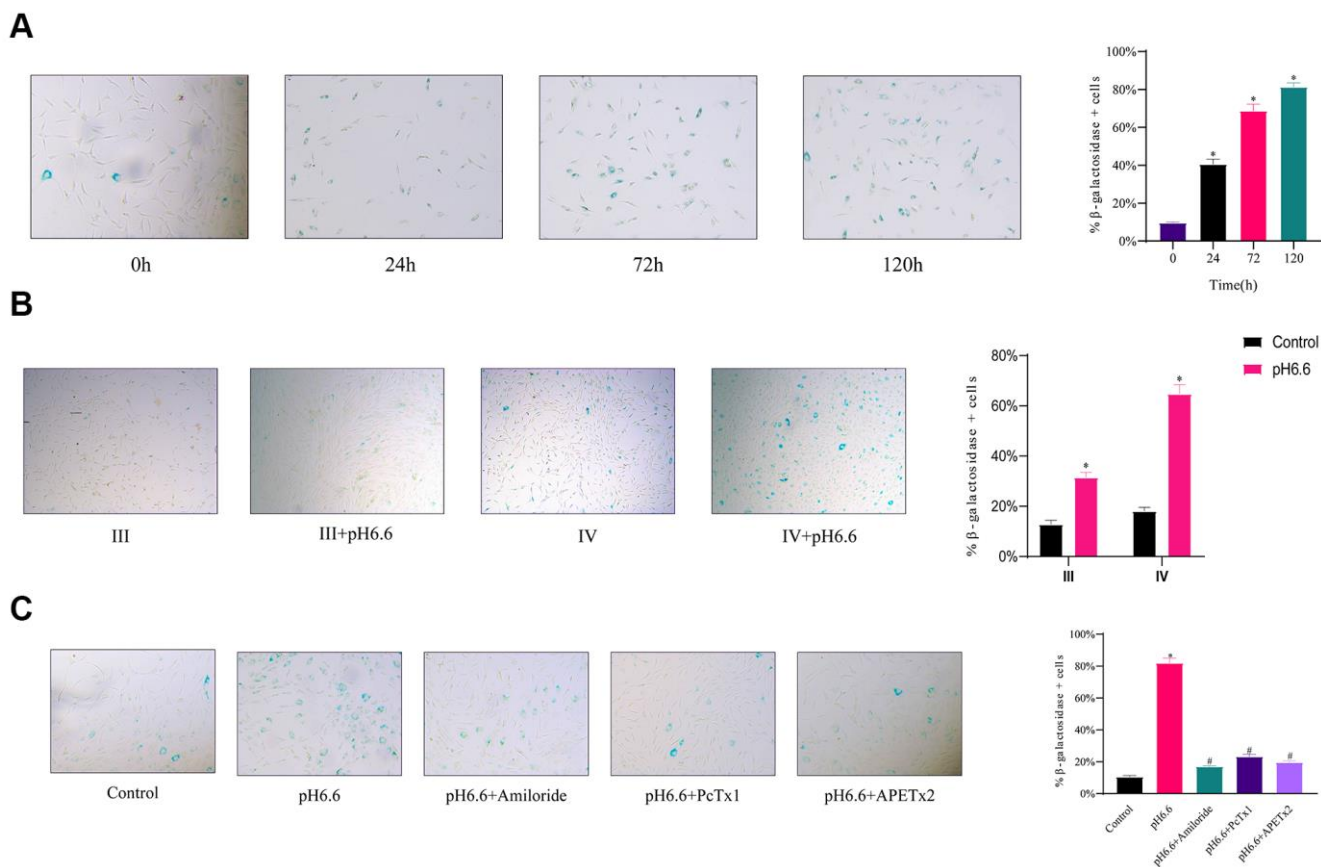 A
0h
24h
72h
120h
% β-galactosidase + cells
100%
80%
60%
40%
20%
0%
0 24 72 120
Time(h)
* * *
B
III
III+pH6.6
IV
IV+pH6.6
% β-galactosidase + cells
80%
60%
40%
20%
0%
III IV
* *
Control
pH6.6
C
Control
pH6.6
pH6.6+Amiloride
pH6.6+PcTx1
pH6.6+APETx2
% β-galactosidase + cells
100%
80%
60%
40%
20%
0%
* # # #
Control
pH6.6
pH6.6+Amiloride
pH6.6+PcTx1
pH6.6+APETx2